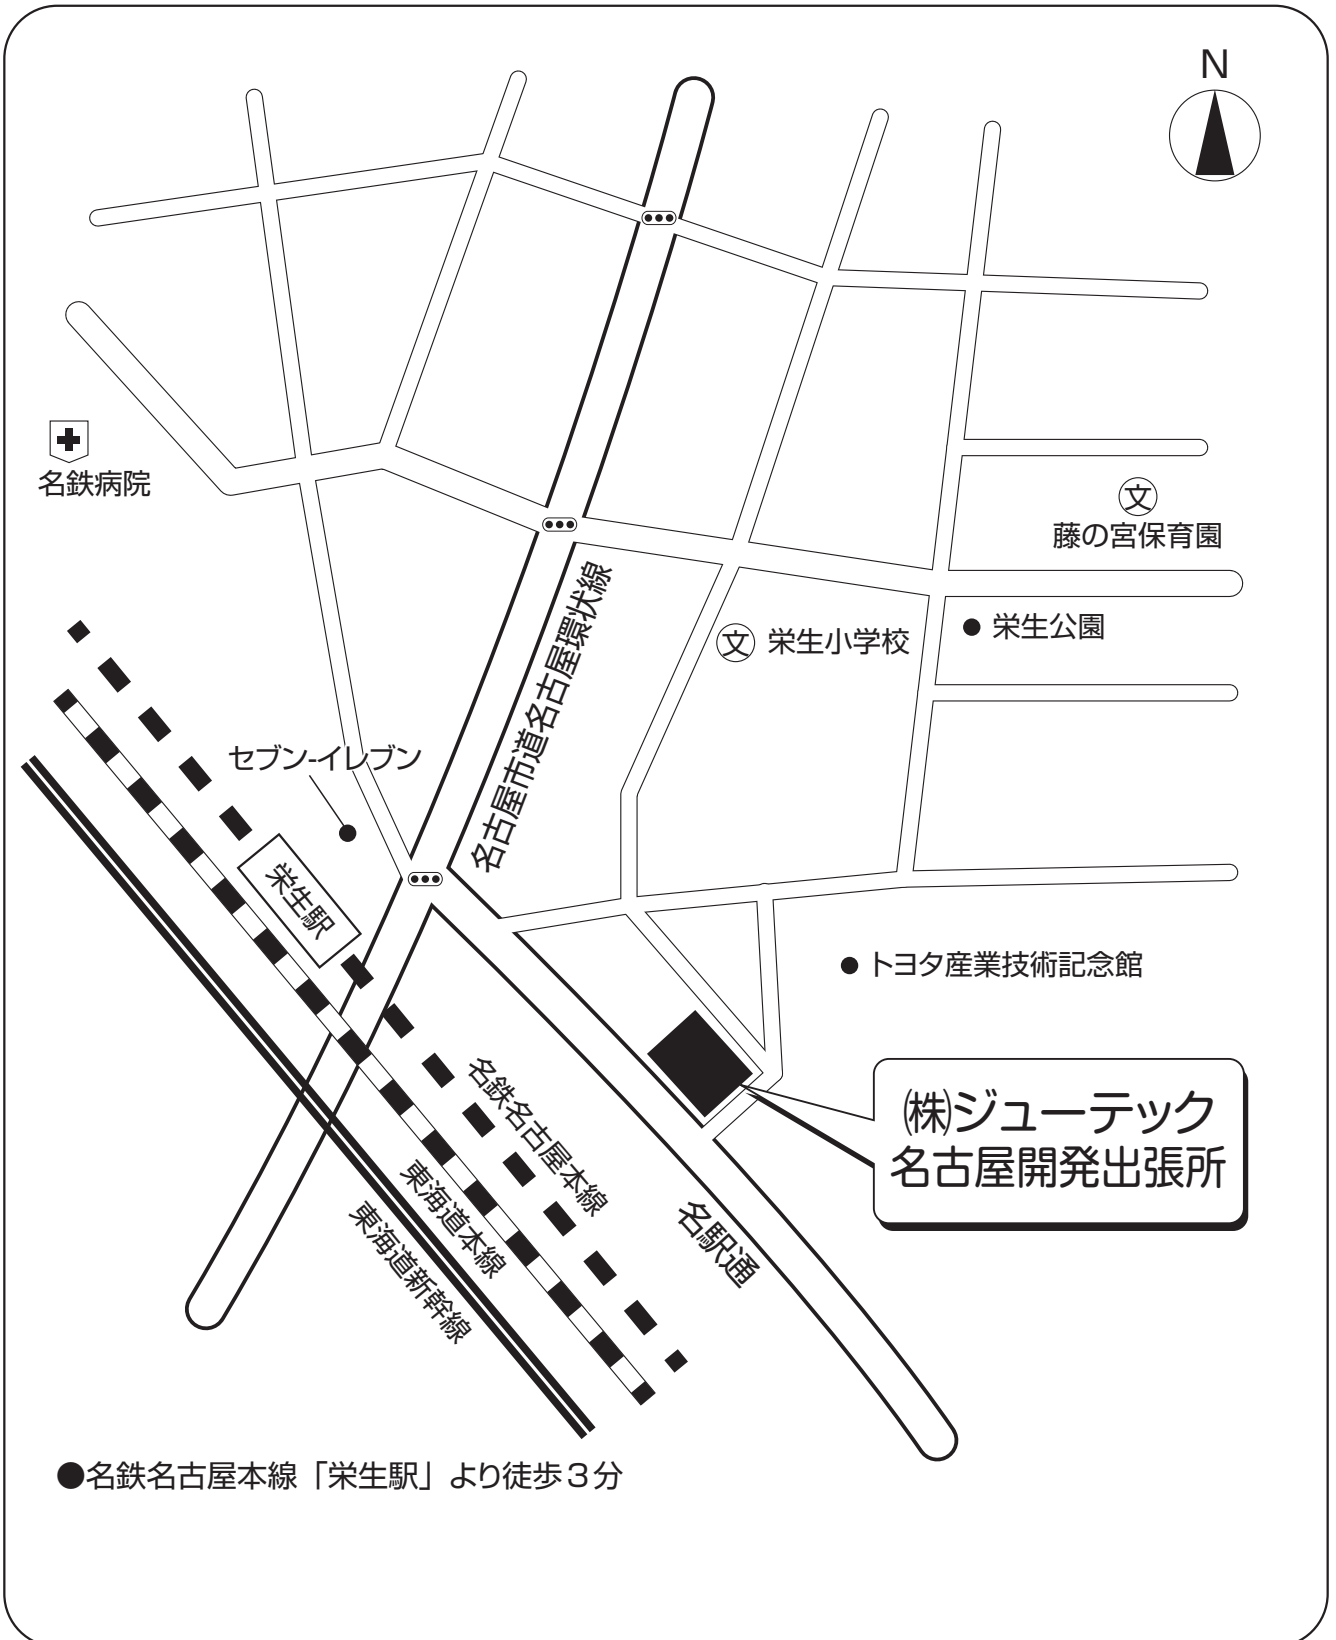 N
名鉄病院
文
藤の宮保育園
栄生公園
文 栄生小学校
名古屋市道名古屋環状線
セブン-イレブン
栄生駅
トヨタ産業技術記念館
㈱ジューテック
名古屋開発出張所
名鉄名古屋本線
東海道本線
東海道新幹線
名駅通
●名鉄名古屋本線「栄生駅」より徒歩3分